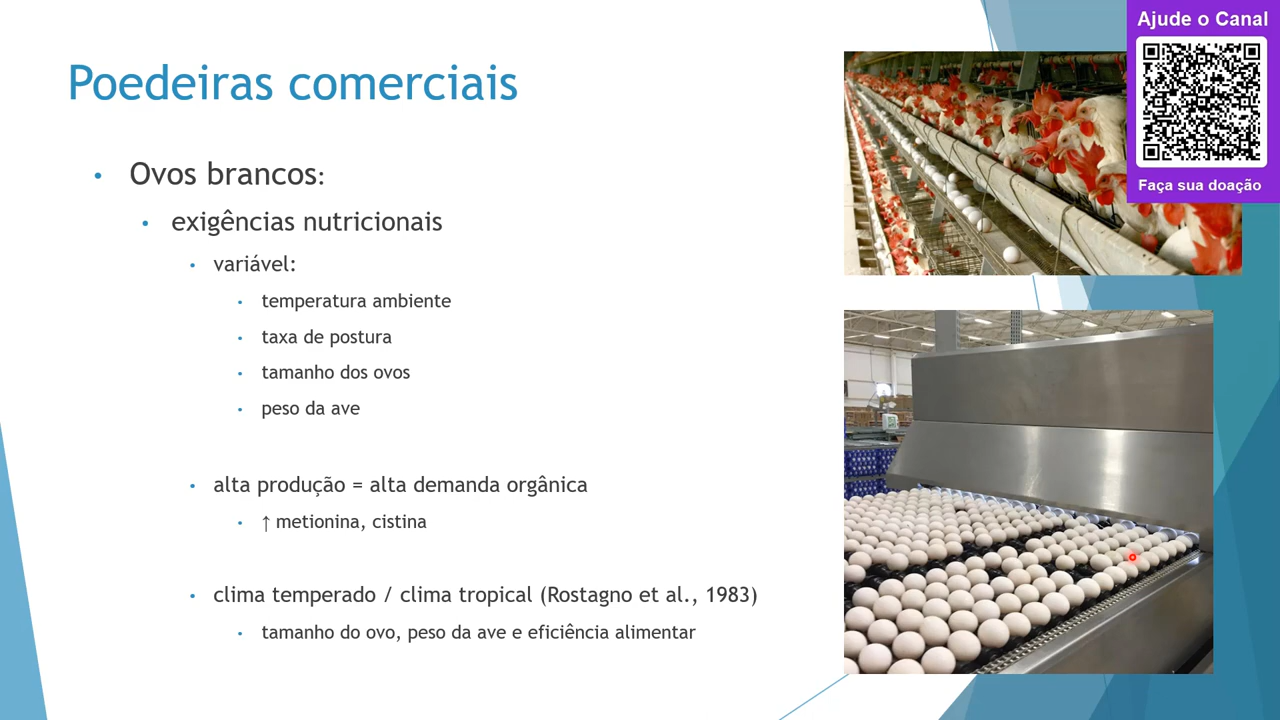 Poedeiras comerciais
Ovos brancos:
exigências nutricionais
variável:
temperatura ambiente
taxa de postura
tamanho dos ovos
peso da ave
alta produção = alta demanda orgânica
↑ metionina, cistina
clima temperado / clima tropical (Rostagno et al., 1983)
tamanho do ovo, peso da ave e eficiência alimentar
Ajude o Canal
Faça sua doação